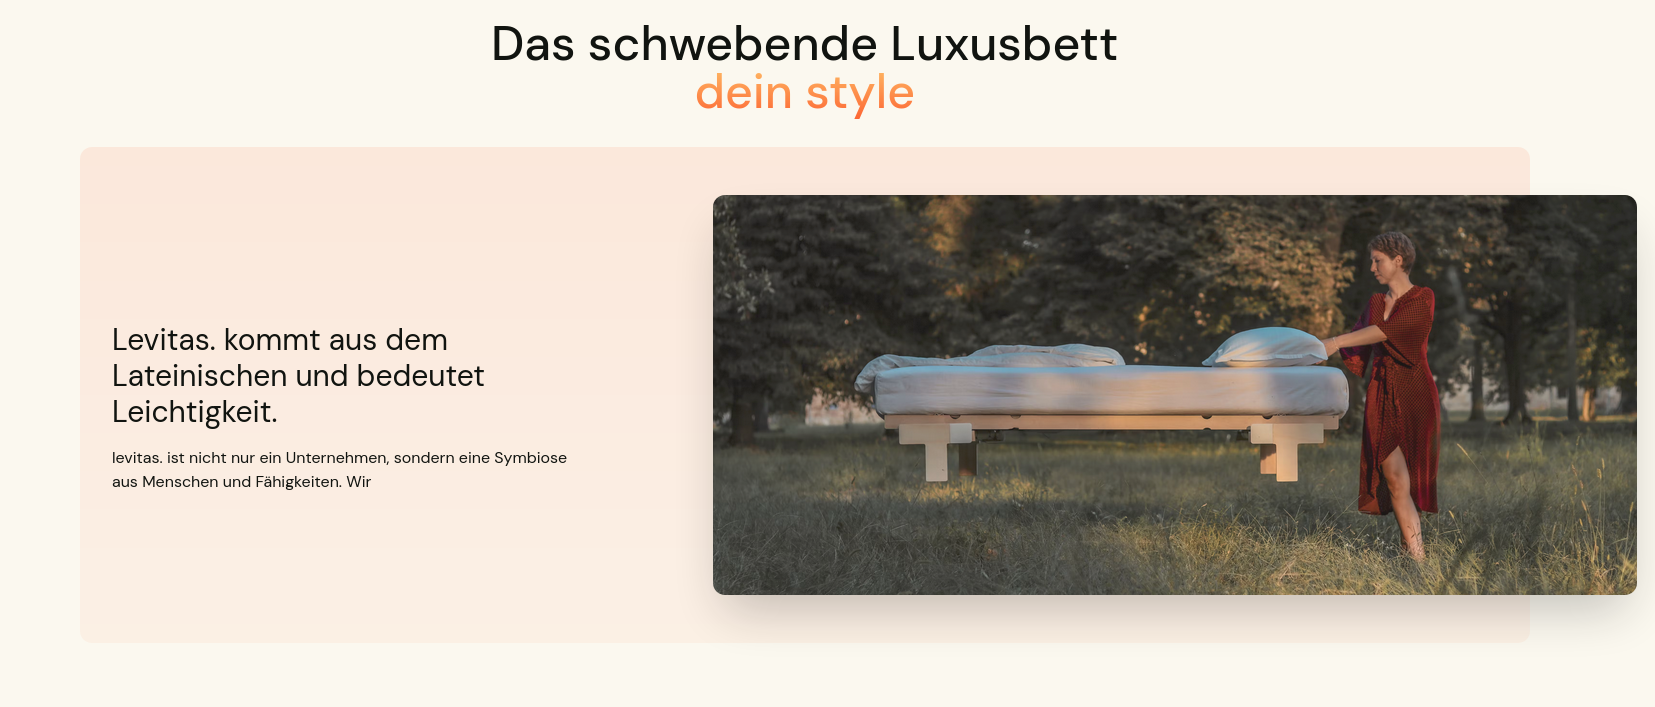 Das schwebende Luxusbett
dein style
Levitas. kommt aus dem
Lateinischen und bedeutet
Leichtigkeit.
levitas. ist nicht nur ein Unternehmen, sondern eine Symbiose
aus Menschen und Fähigkeiten. Wir